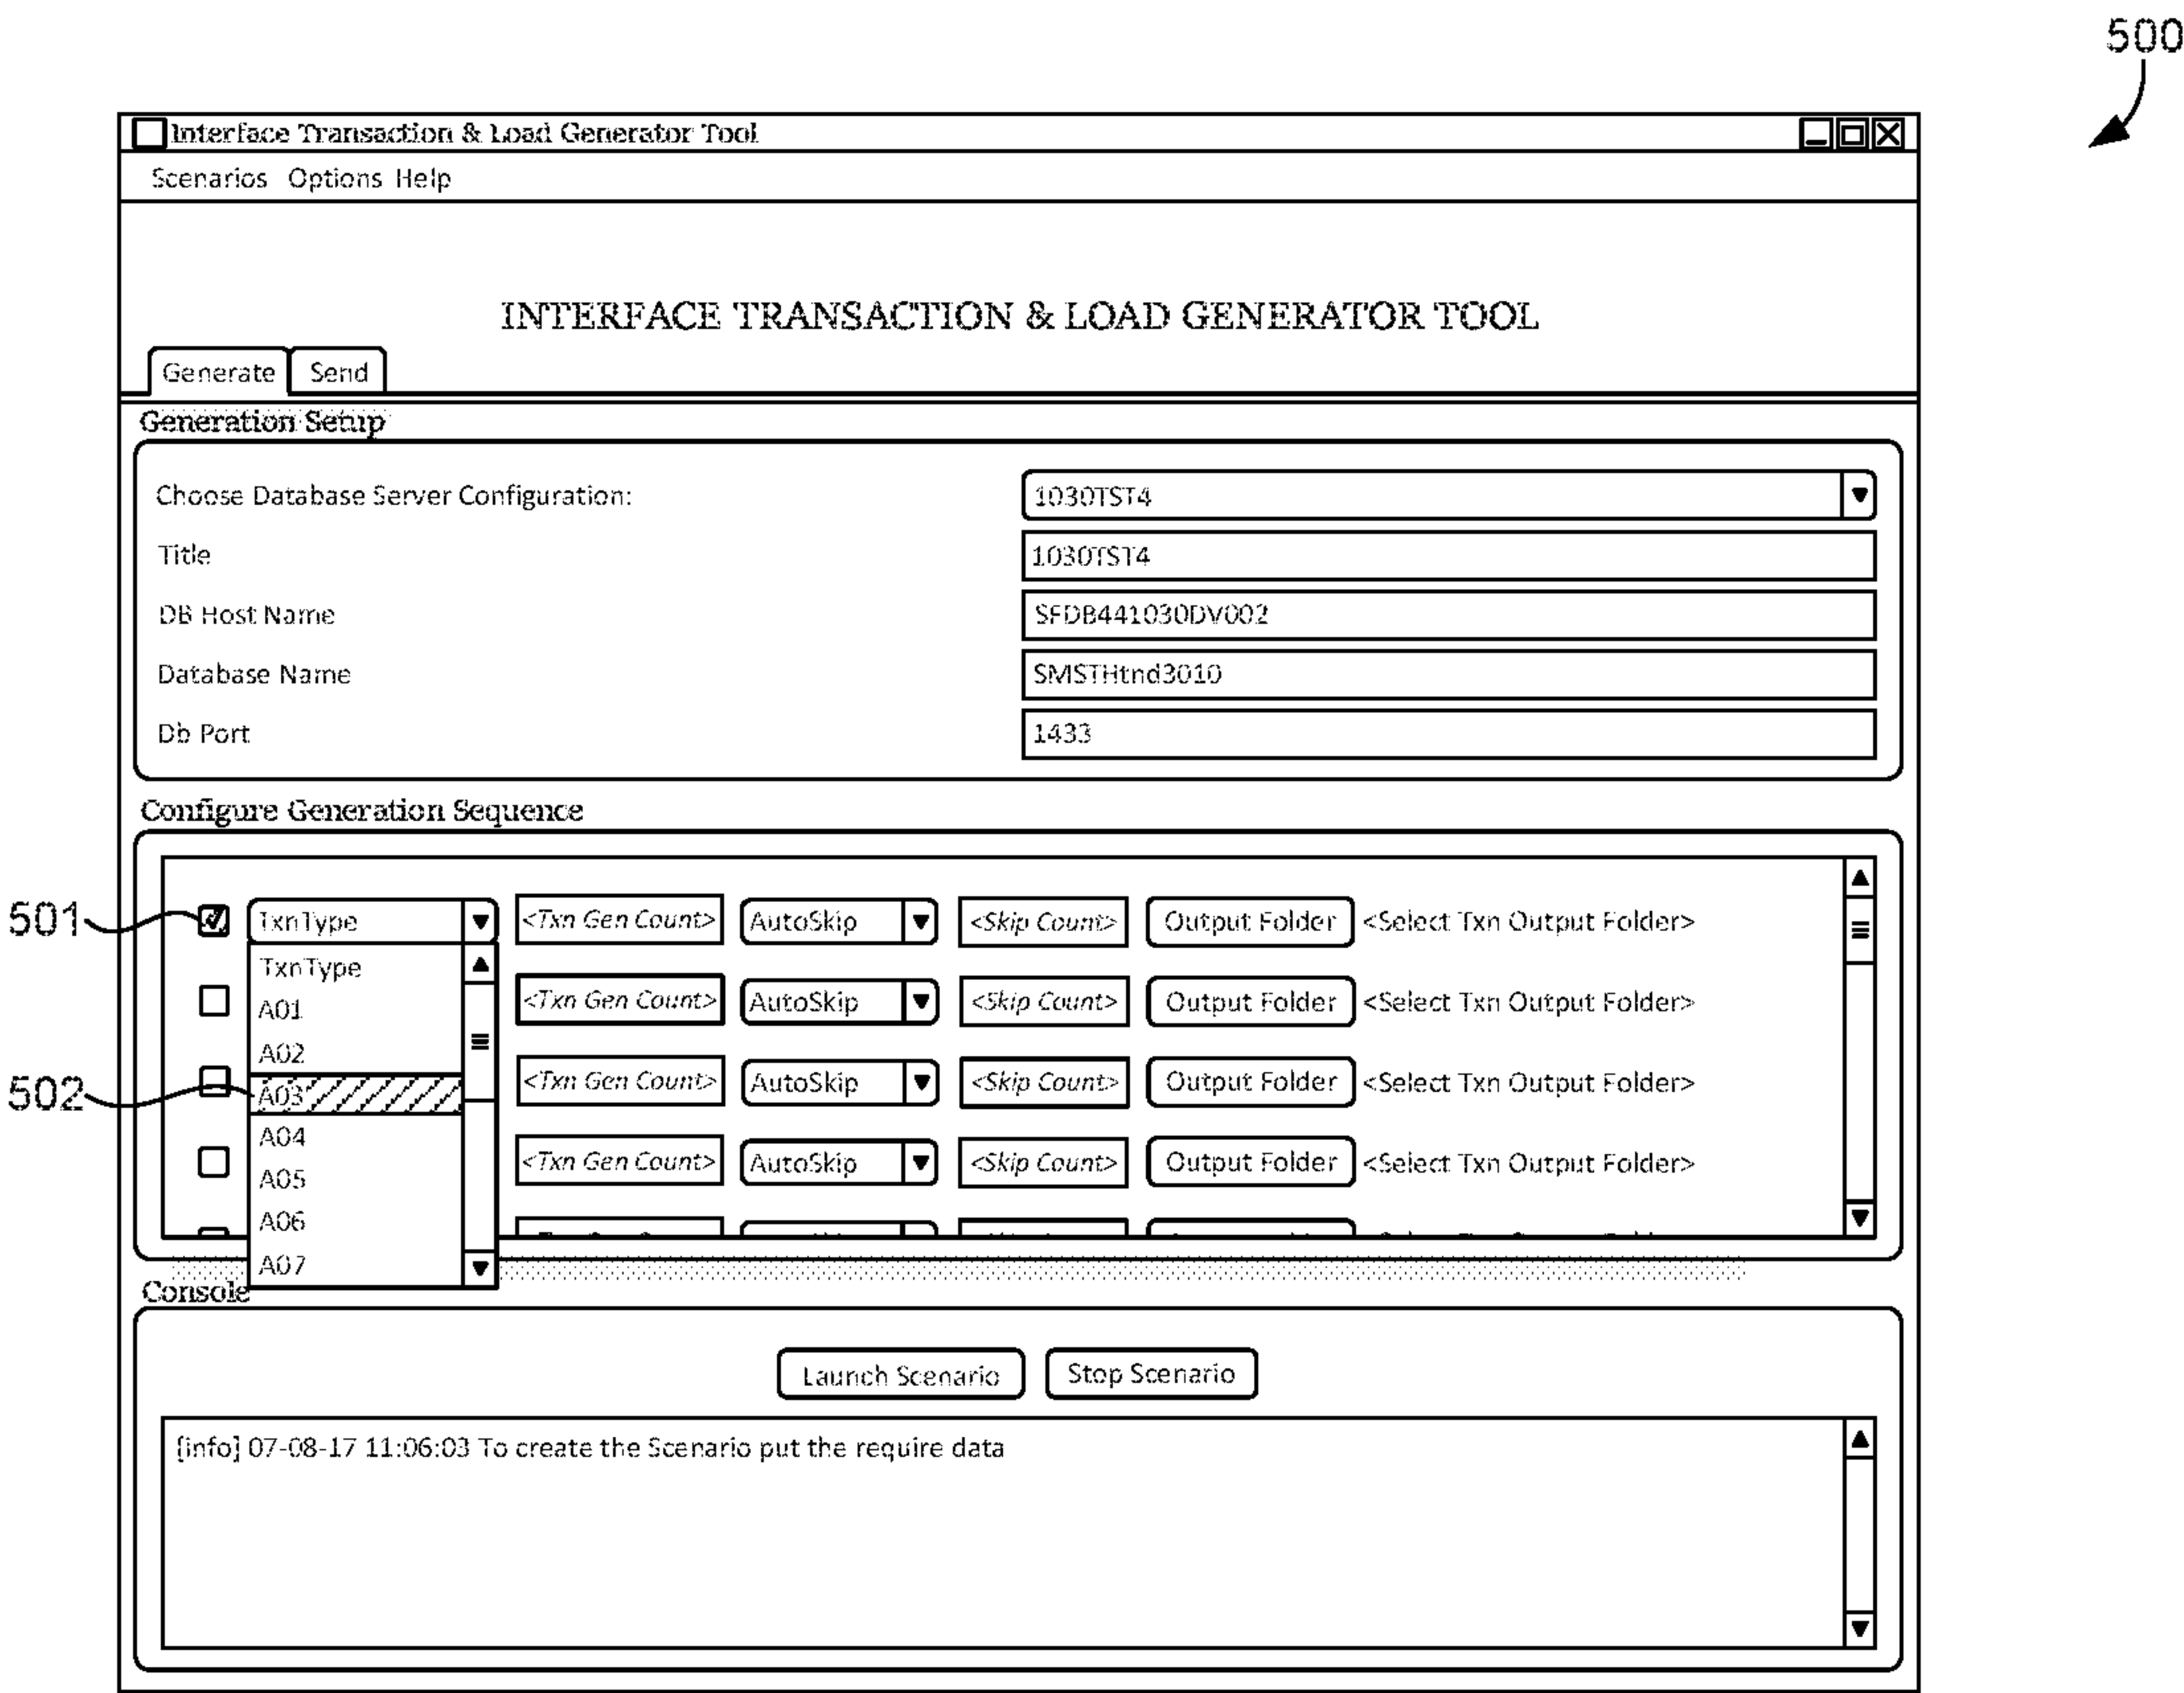 500
Interface Transaction & Load Generator Tool
Scenarios Options Help
INTERFACE TRANSACTION & LOAD GENERATOR TOOL
Generate Send
Generation Setup
Choose Database Server Configuration: 1030TST4
Title 1030TST4
DB Host Name SFDB441030DV002
Database Name SMSTHtnd3010
Db Port 1433
Configure Generation Sequence
501 TxnType <Txn Gen Count> AutoSkip <Skip Count> Output Folder <Select Txn Output Folder>
TxnType
A01 <Txn Gen Count> AutoSkip <Skip Count> Output Folder <Select Txn Output Folder>
A02
502 A03 <Txn Gen Count> AutoSkip <Skip Count> Output Folder <Select Txn Output Folder>
A04
A05 <Txn Gen Count> AutoSkip <Skip Count> Output Folder <Select Txn Output Folder>
A06
A07
Console
Launch Scenario Stop Scenario
[info] 07-08-17 11:06:03 To create the Scenario put the require data